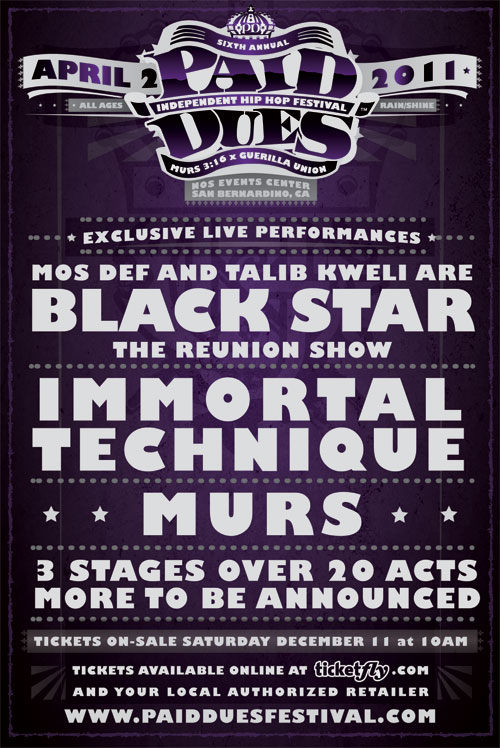 PDD
SIXTH ANNUAL
APRIL 2 PAID 2011
ALL AGES INDEPENDENT HIP HOP FESTIVAL RAIN/SHINE
DUES™
MURS 3:16 x GUERILLA UNION
NOS EVENTS CENTER
SAN BERNARDINO, CA
EXCLUSIVE LIVE PERFORMANCES
MOS DEF AND TALIB KWELI ARE
BLACK STAR
THE REUNION SHOW
IMMORTAL
TECHNIQUE
MURS
3 STAGES OVER 20 ACTS
MORE TO BE ANNOUNCED
TICKETS ON-SALE SATURDAY DECEMBER 11 at 10AM
TICKETS AVAILABLE ONLINE AT ticketfly.COM
AND YOUR LOCAL AUTHORIZED RETAILER
WWW.PAIDDUESFESTIVAL.COM